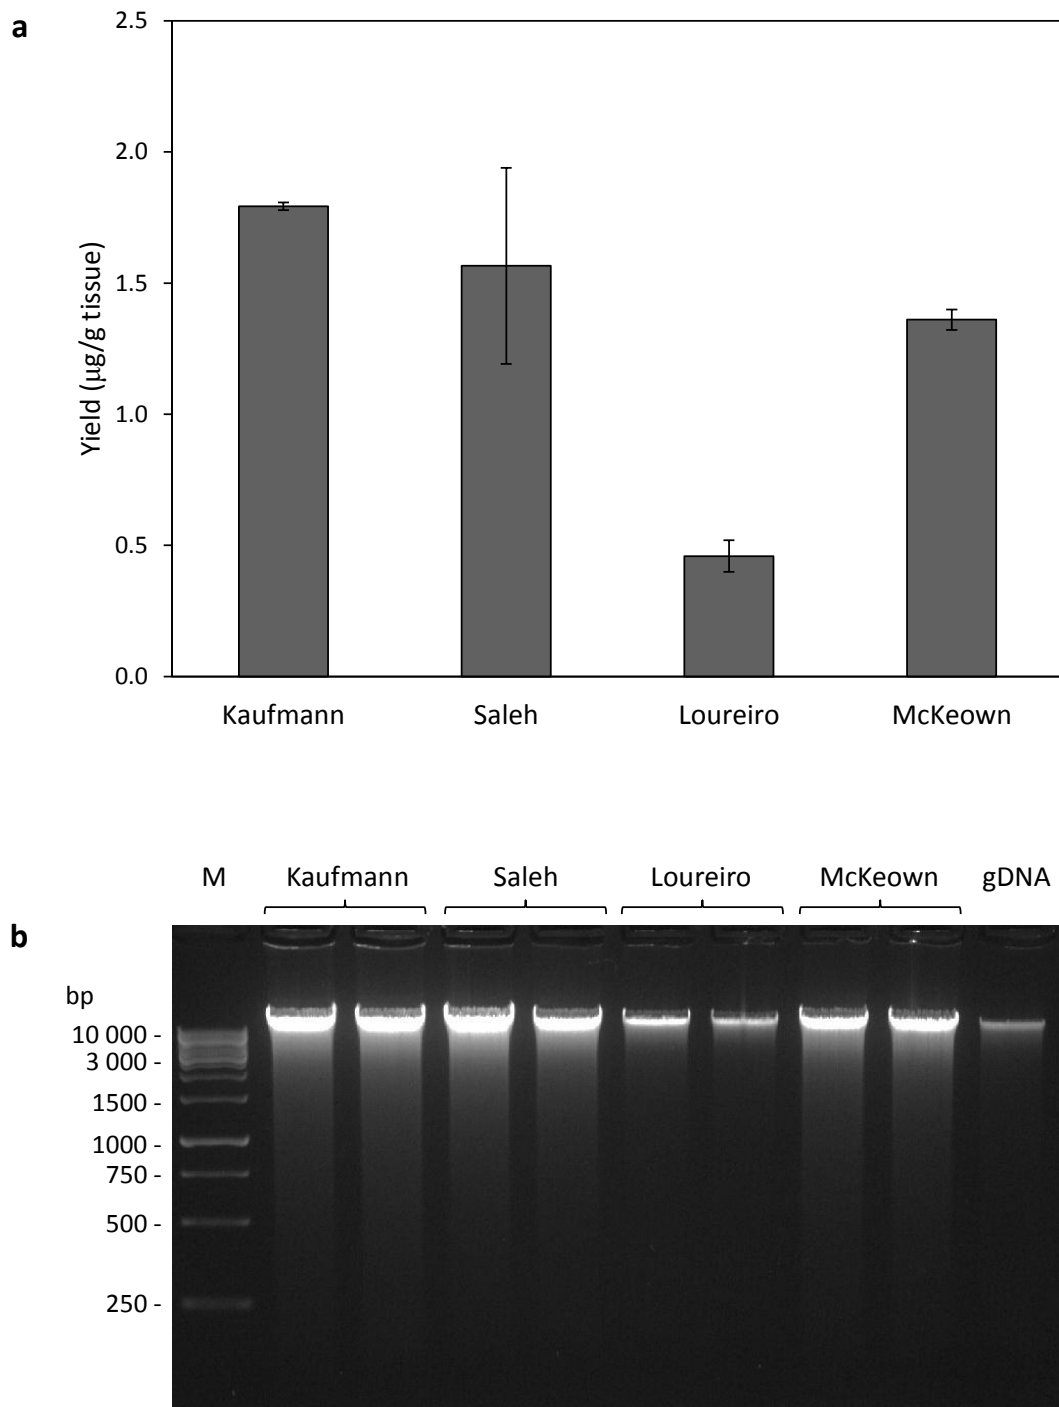 a
2.5
2.0
1.5
1.0
0.5
0.0
Yield (µg/g tissue)
Kaufmann Saleh Loureiro McKeown
M Kaufmann Saleh Loureiro McKeown gDNA
b
bp
10 000 -
3 000 -
1500 -
1000 -
750 -
500 -
250 -